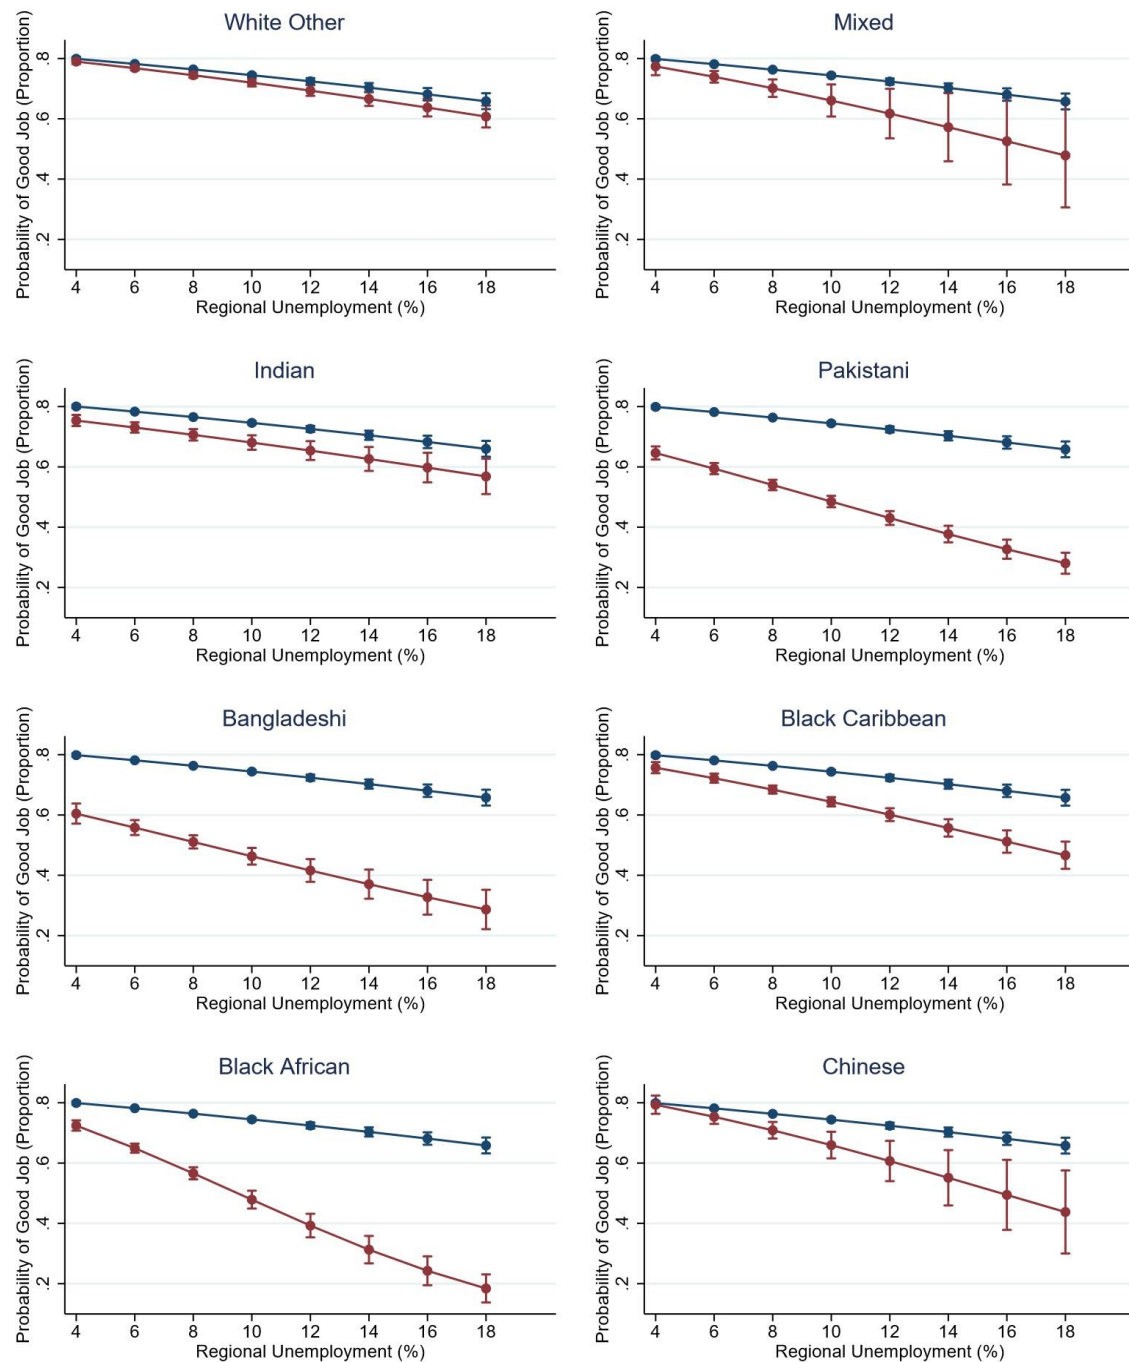 White Other
Probability of Good Job (Proportion)
.8
.6
.4
.2
4 6 8 10 12 14 16 18
Regional Unemployment (%)
Mixed
Probability of Good Job (Proportion)
.8
.6
.4
.2
4 6 8 10 12 14 16 18
Regional Unemployment (%)
Indian
Probability of Good Job (Proportion)
.8
.6
.4
.2
4 6 8 10 12 14 16 18
Regional Unemployment (%)
Pakistani
Probability of Good Job (Proportion)
.8
.6
.4
.2
4 6 8 10 12 14 16 18
Regional Unemployment (%)
Bangladeshi
Probability of Good Job (Proportion)
.8
.6
.4
.2
4 6 8 10 12 14 16 18
Regional Unemployment (%)
Black Caribbean
Probability of Good Job (Proportion)
.8
.6
.4
.2
4 6 8 10 12 14 16 18
Regional Unemployment (%)
Black African
Probability of Good Job (Proportion)
.8
.6
.4
.2
4 6 8 10 12 14 16 18
Regional Unemployment (%)
Chinese
Probability of Good Job (Proportion)
.8
.6
.4
.2
4 6 8 10 12 14 16 18
Regional Unemployment (%)